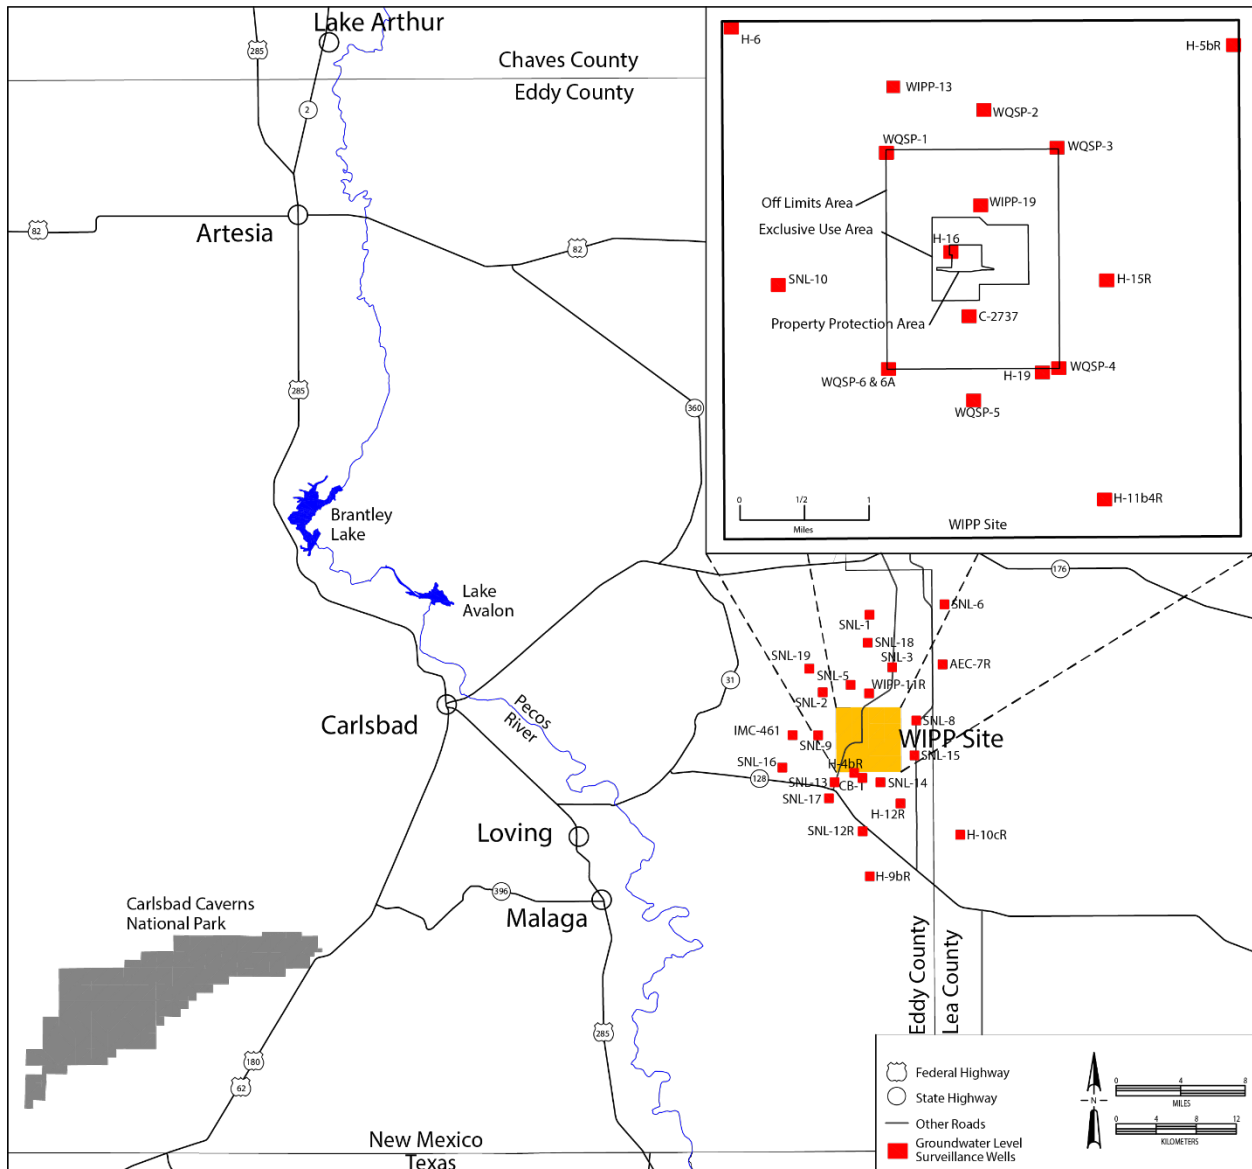 Lake Arthur
285
2
Chaves County
Eddy County
Artesia
82
82
285
360
Brantley
Lake
Lake
Avalon
Carlsbad
Pecos
River
31
128
Loving
Malaga
396
285
Carlsbad Caverns
National Park
180
62
New Mexico
Texas
H-6
H-5bR
WIPP-13
WQSP-2
WQSP-1
WQSP-3
Off Limits Area
WIPP-19
Exclusive Use Area
H-16
SNL-10
H-15R
Property Protection Area
C-2737
WQSP-6 & 6A
H-19
WQSP-4
WQSP-5
H-11b4R
0
1/2
1
Miles
WIPP Site
176
SNL-6
SNL-1
SNL-18
SNL-19
SNL-3
AEC-7R
SNL-5
WIPP-11R
SNL-2
SNL-8
IMC-461
WIPP Site
SNL-9
SNL-15
H-4bR
SNL-16
SNL-13
CB-1
SNL-14
SNL-17
H-12R
SNL-12R
H-10cR
H-9bR
Eddy County
Lea County
Federal Highway
State Highway
Other Roads
Groundwater Level
Surveillance Wells
N
0
4
8
MILES
0
4
8
12
KILOMETERS